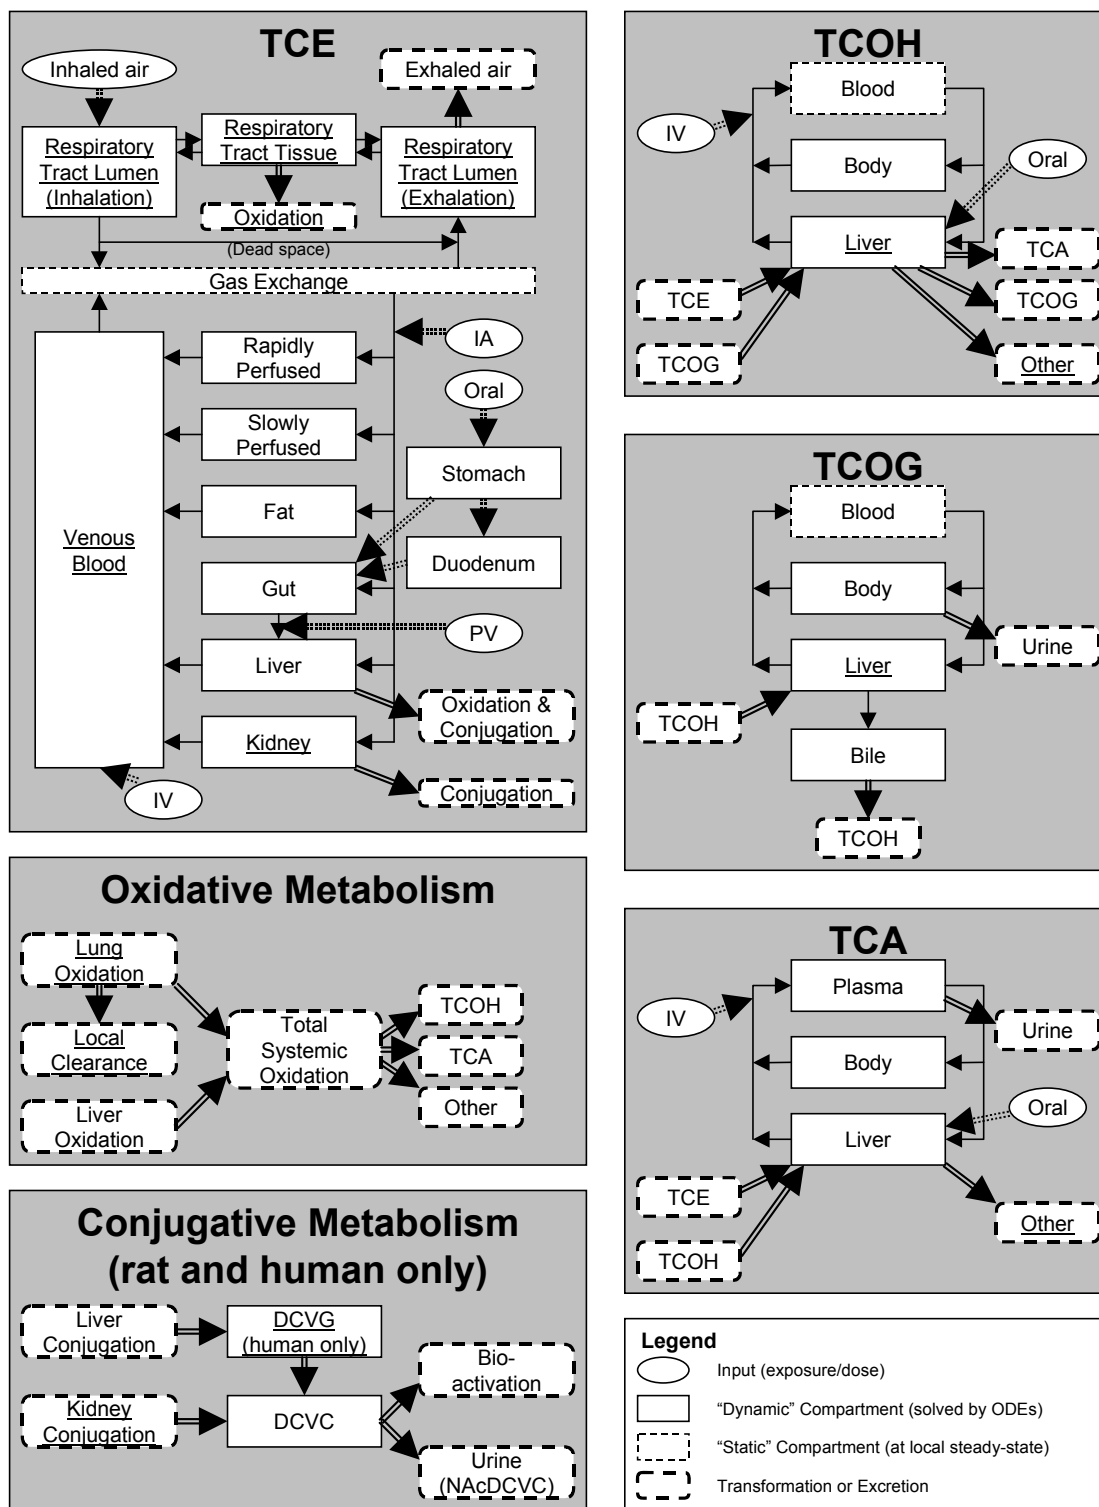 TCE
Inhaled air
Exhaled air
Respiratory
Tract Lumen
(Inhalation)
Respiratory
Tract Tissue
Respiratory
Tract Lumen
(Exhalation)
Oxidation
(Dead space)
Gas Exchange
Venous
Blood
Rapidly
Perfused
IA
Oral
Slowly
Perfused
Stomach
Fat
Duodenum
Gut
PV
Liver
Oxidation &
Conjugation
Kidney
Conjugation
IV
Oxidative Metabolism
Lung
Oxidation
Local
Clearance
Liver
Oxidation
Total
Systemic
Oxidation
TCOH
TCA
Other
Conjugative Metabolism
(rat and human only)
Liver
Conjugation
DCVG
(human only)
Kidney
Conjugation
DCVC
Bio-
activation
Urine
(NAcDCVC)
TCOH
Blood
IV
Body
Oral
Liver
TCA
TCE
TCOG
TCOG
Other
TCOG
Blood
Body
Urine
Liver
TCOH
Bile
TCOH
TCA
Plasma
IV
Urine
Body
Oral
Liver
TCE
Other
TCOH
Legend
Input (exposure/dose)
“Dynamic” Compartment (solved by ODEs)
“Static” Compartment (at local steady-state)
Transformation or Excretion